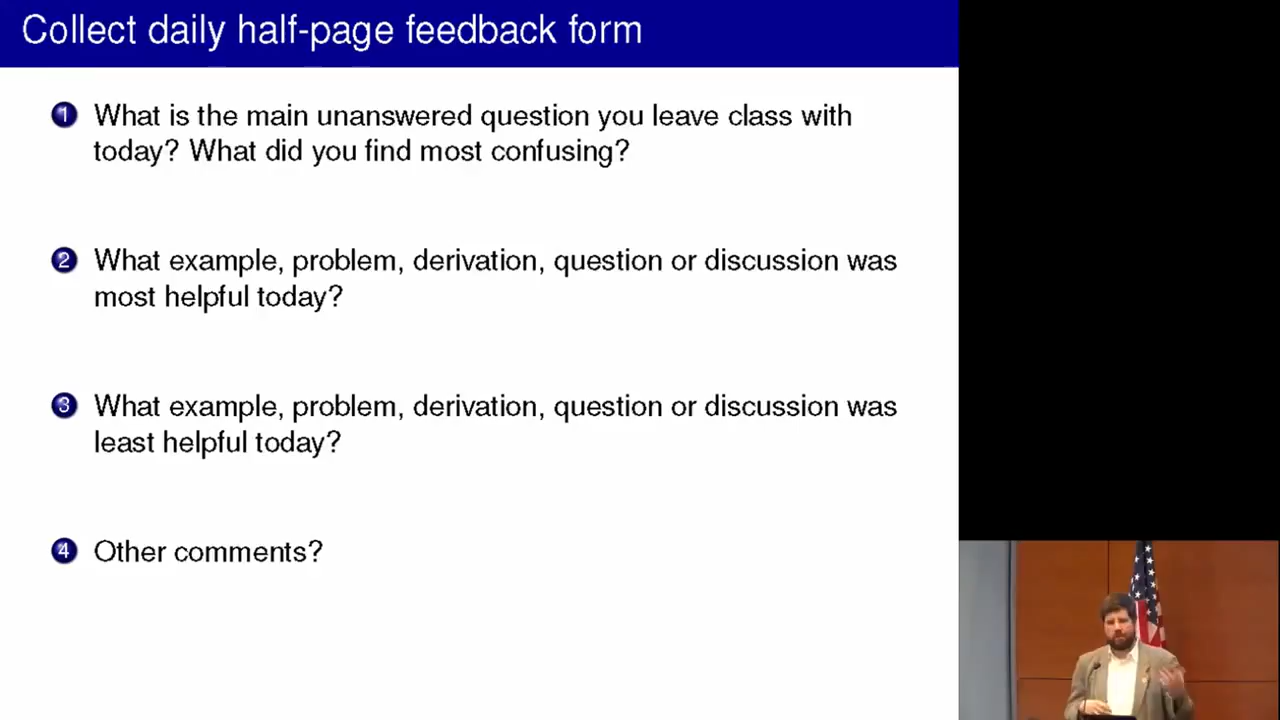 Collect daily half-page feedback form
1 What is the main unanswered question you leave class with
today? What did you find most confusing?
2 What example, problem, derivation, question or discussion was
most helpful today?
3 What example, problem, derivation, question or discussion was
least helpful today?
4 Other comments?